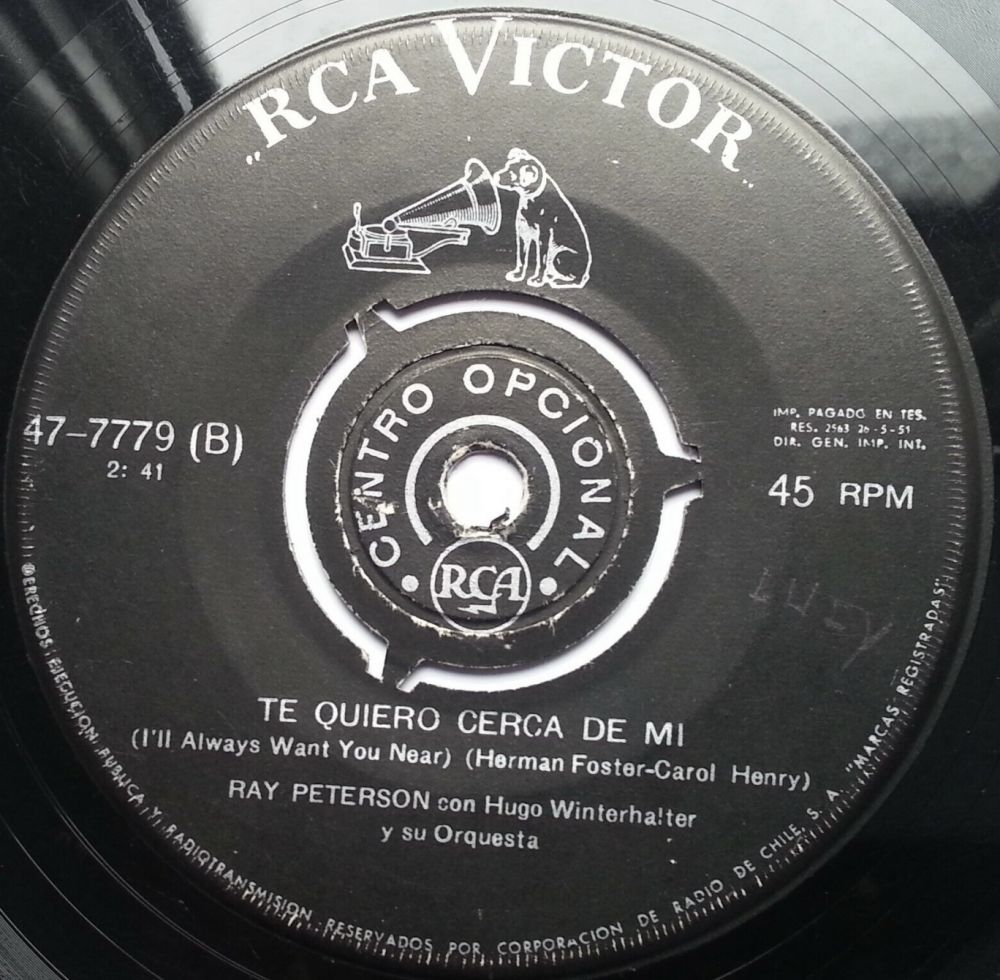 "RCA VICTOR"
CENTRO OPCIONAL
RCA
47-7779 (B)
2: 41
IMP. PAGADO EN TES.
RES. 2563 26-5-51
DIR. GEN. IMP. INT.
45 RPM
TE QUIERO CERCA DE MI
(I'll Always Want You Near) (Herman Foster-Carol Henry)
RAY PETERSON con Hugo Winterhalter
y su Orquesta
DERECHOS EJECUCION PUBLICA Y RADIOTRANSMISION RESERVADOS POR CORPORACION DE RADIO DE CHILE, S. A. "MARCAS REGISTRADAS"